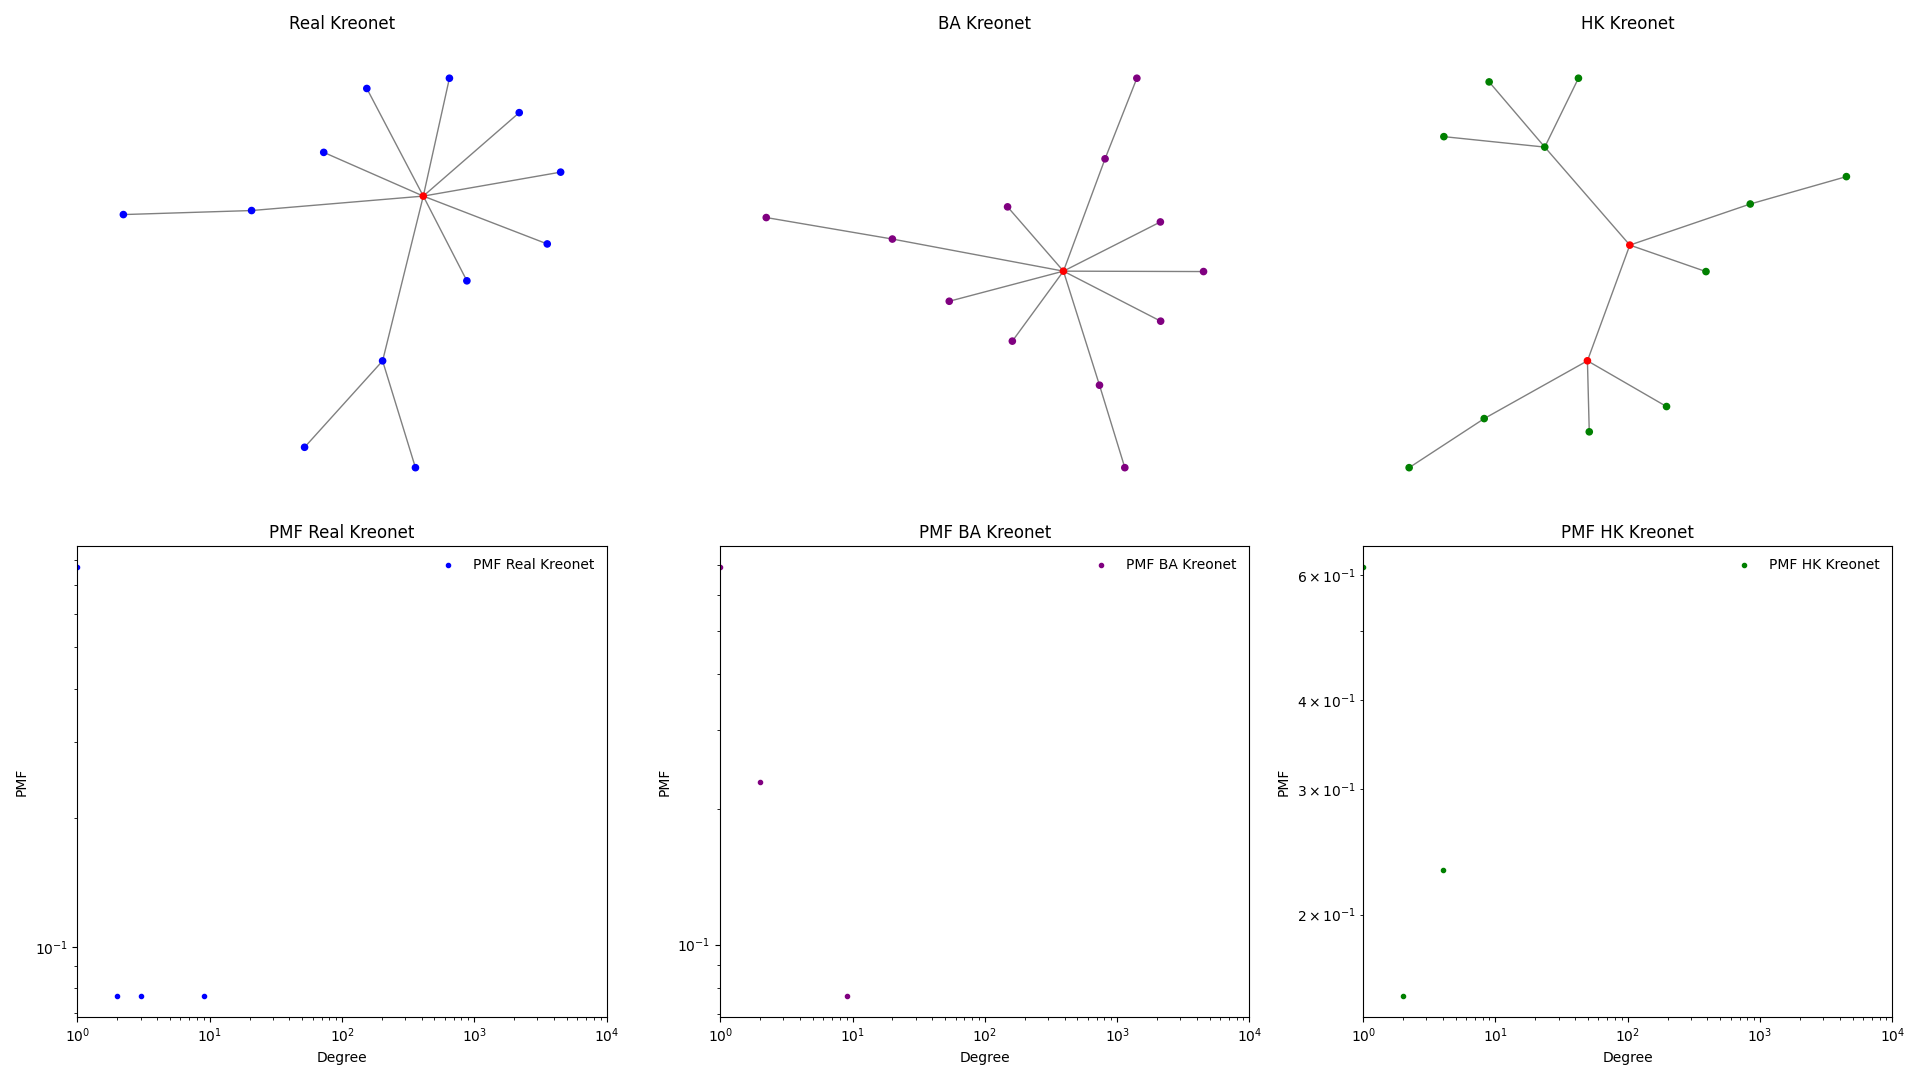 Real Kreonet
BA Kreonet
HK Kreonet
PMF Real Kreonet
PMF Real Kreonet
PMF
10⁻¹
10⁰ 10¹ 10² 10³ 10⁴
Degree
PMF BA Kreonet
PMF BA Kreonet
PMF
10⁻¹
10⁰ 10¹ 10² 10³ 10⁴
Degree
PMF HK Kreonet
PMF HK Kreonet
PMF
6 × 10⁻¹
4 × 10⁻¹
3 × 10⁻¹
2 × 10⁻¹
10⁰ 10¹ 10² 10³ 10⁴
Degree